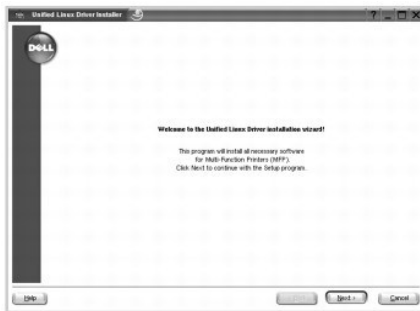 Unified Linux Driver Installer
DELL
Welcome to the Unified Linux Driver installation wizard!
This program will install all necessary software
for Multi-Function Printers (MFP).
Click Next to continue with the Setup program.
Help
Next >
Cancel